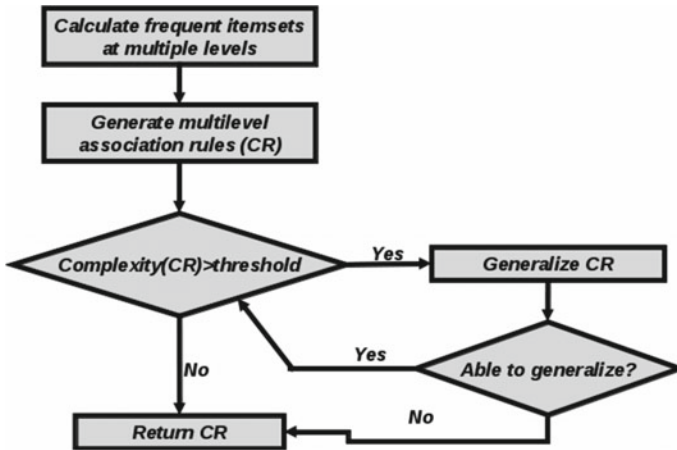 Calculate frequent itemsets
at multiple levels
Generate multilevel
association rules (CR)
Complexity(CR)>threshold
Yes
Generalize CR
Able to generalize?
Yes
No
No
Return CR